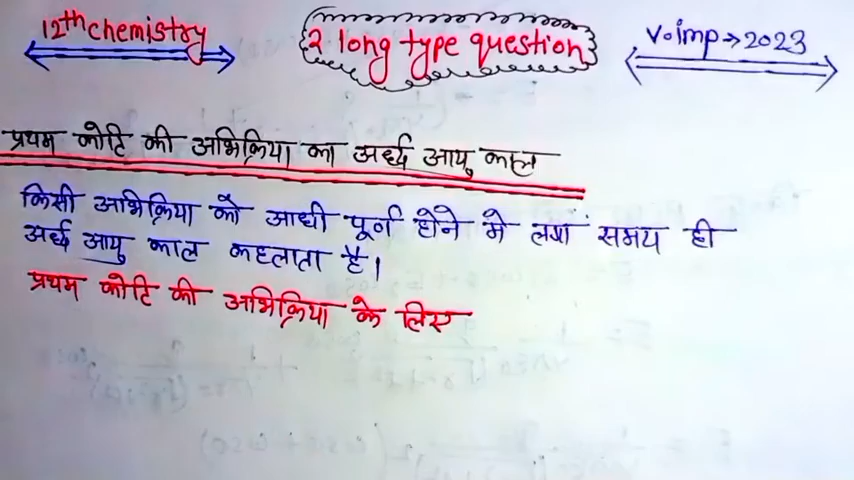 12th chemistry
2 long type question
v.imp→2023
प्रथम कोटि की अभिक्रिया का अर्ध्द आयु काल
किसी अभिक्रिया को आधी पूर्ण होने मे लगा समय ही
अर्ध्द आयु काल कहलाता है।
प्रथम कोटि की अभिक्रिया के लिए